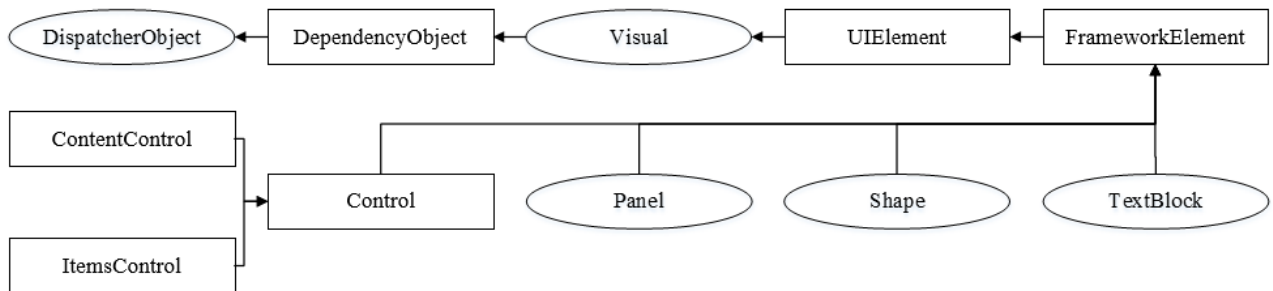 DispatcherObject
DependencyObject
Visual
UIElement
FrameworkElement
ContentControl
Control
Panel
Shape
TextBlock
ItemsControl